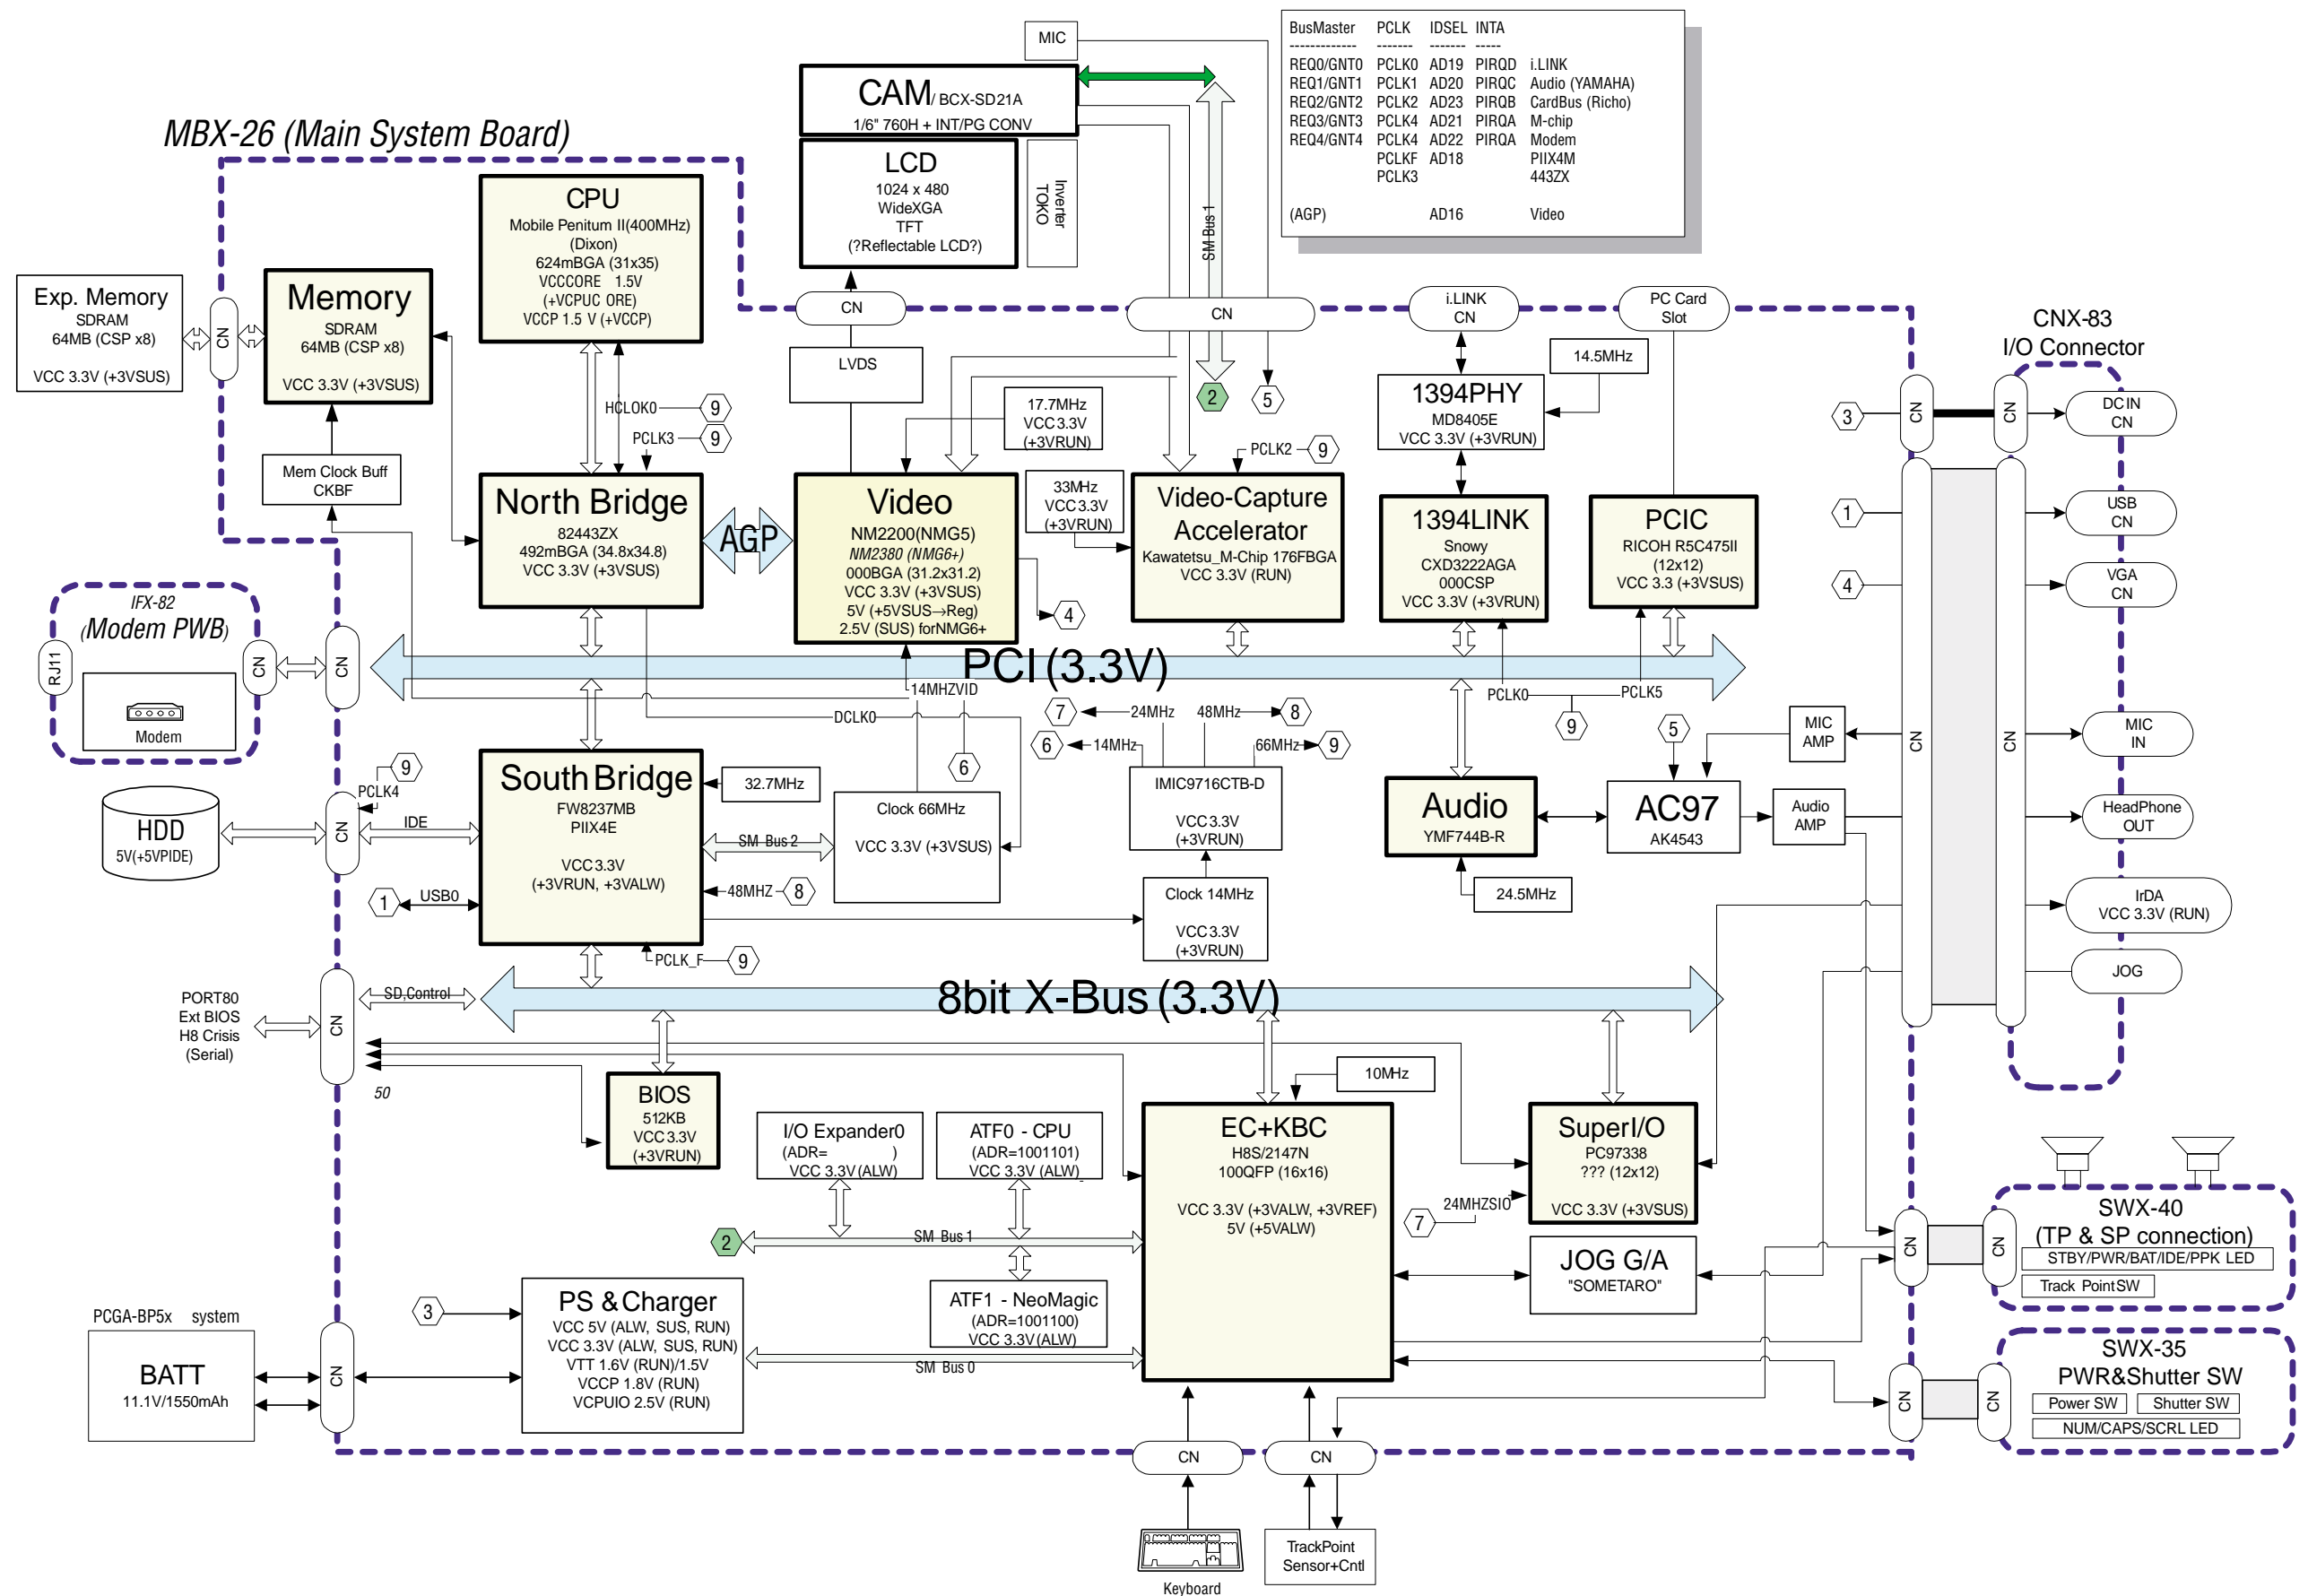 BusMaster PCLK IDSEL INTA
------------- ------- ------- -----
REQ0/GNT0 PCLK0 AD19 PIRQD i.LINK
REQ1/GNT1 PCLK1 AD20 PIRQC Audio (YAMAHA)
REQ2/GNT2 PCLK2 AD23 PIRQB CardBus (Richo)
REQ3/GNT3 PCLK4 AD21 PIRQA M-chip
REQ4/GNT4 PCLK4 AD22 PIRQA Modem
PCLKF AD18 PIIX4M
PCLK3 443ZX
(AGP) AD16 Video
MIC
CAM/ BCX-SD21A
1/6" 760H + INT/PG CONV
MBX-26 (Main System Board)
LCD
1024 x 480
WideXGA
TFT
(?Reflectable LCD?)
Inverter
TOKO
SM Bus 1
CPU
Mobile Penitum II(400MHz)
(Dixon)
624mBGA (31x35)
VCCCORE 1.5V
(+VCPUC ORE)
VCCP 1.5 V (+VCCP)
Exp. Memory
SDRAM
64MB (CSP x8)
VCC 3.3V (+3VSUS)
CN
Memory
SDRAM
64MB (CSP x8)
VCC 3.3V (+3VSUS)
CN
CN
i.LINK
CN
PC Card
Slot
CNX-83
I/O Connector
LVDS
14.5MHz
2
5
HCLOK0
9
PCLK3
9
17.7MHz
VCC3.3V
(+3VRUN)
1394PHY
MD8405E
VCC 3.3V (+3VRUN)
3
CN
CN
DCIN
CN
Mem Clock Buff
CKBF
PCLK2
9
North Bridge
82443ZX
492mBGA (34.8x34.8)
VCC 3.3V (+3VSUS)
AGP
Video
NM2200(NMG5)
NM2380 (NMG6+)
000BGA (31.2x31.2)
VCC 3.3V (+3VSUS)
5V (+5VSUS→Reg)
2.5V (SUS) forNMG6+
33MHz
VCC3.3V
(+3VRUN)
Video-Capture
Accelerator
Kawatetsu_M-Chip 176FBGA
VCC 3.3V (RUN)
1394LINK
Snowy
CXD3222AGA
000CSP
VCC 3.3V (+3VRUN)
PCIC
RICOH R5C475II
(12x12)
VCC 3.3 (+3VSUS)
1
USB
CN
4
VGA
CN
4
IFX-82
(Modem PWB)
RJ11
CN
CN
Modem
PCI (3.3V)
14MHZVID
DCLK0
PCLK0
PCLK5
9
7
24MHz
48MHz
8
6
14MHz
66MHz
9
6
CN
CN
MIC
AMP
MIC
IN
5
9
PCLK4
HDD
5V(+5VPIDE)
CN
IDE
South Bridge
FW8237MB
PIIX4E
VCC3.3V
(+3VRUN, +3VALW)
32.7MHz
SM Bus 2
Clock 66MHz
VCC 3.3V (+3VSUS)
IMIC9716CTB-D
VCC3.3V
(+3VRUN)
Audio
YMF744B-R
AC97
AK4543
Audio
AMP
HeadPhone
OUT
1
USB0
48MHZ
8
Clock 14MHz
VCC3.3V
(+3VRUN)
24.5MHz
IrDA
VCC 3.3V (RUN)
PCLK_F
9
JOG
PORT80
Ext BIOS
H8 Crisis
(Serial)
CN
SD,Control
8bit X-Bus (3.3V)
50
10MHz
BIOS
512KB
VCC3.3V
(+3VRUN)
I/O Expander0
(ADR= )
VCC 3.3V(ALW)
ATF0 - CPU
(ADR=1001101)
VCC 3.3V(ALW)
EC+KBC
H8S/2147N
100QFP (16x16)
VCC 3.3V (+3VALW, +3VREF)
5V (+5VALW)
SuperI/O
PC97338
??? (12x12)
VCC 3.3V (+3VSUS)
24MHZSIO
7
2
SM Bus 1
SWX-40
(TP & SP connection)
STBY/PWR/BAT/IDE/PPK LED
Track PointSW
CN
CN
JOG G/A
"SOMETARO"
ATF1 - NeoMagic
(ADR=1001100)
VCC 3.3V(ALW)
3
PS & Charger
VCC 5V (ALW, SUS, RUN)
VCC 3.3V (ALW, SUS, RUN)
VTT 1.6V (RUN)/1.5V
VCCP 1.8V (RUN)
VCPUIO 2.5V (RUN)
SM Bus 0
PCGA-BP5x system
BATT
11.1V/1550mAh
CN
SWX-35
PWR&Shutter SW
Power SW
Shutter SW
NUM/CAPS/SCRL LED
CN
CN
CN
CN
TrackPoint
Sensor+Cntl
Keyboard